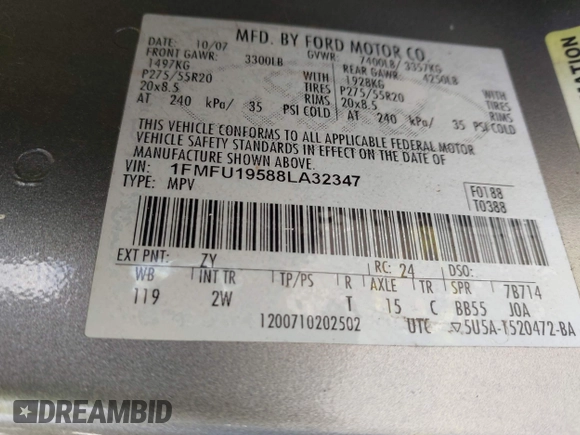 MFD. BY FORD MOTOR CO.
DATE: 10/07 GVWR: 7400LB/ 3357KG
FRONT GAWR: 3300LB REAR GAWR: 4250LB
1497KG WITH 1928KG WITH
P275/55R20 TIRES P275/55R20 TIRES
20x8.5 RIMS 20x8.5 RIMS
AT 240 kPa/ 35 PSI COLD AT 240 kPa/ 35 PSI COLD
THIS VEHICLE CONFORMS TO ALL APPLICABLE FEDERAL MOTOR
VEHICLE SAFETY STANDARDS IN EFFECT ON THE DATE OF
MANUFACTURE SHOWN ABOVE.
VIN: 1FMFU19588LA32347
TYPE: MPV
F0188
T0388
EXT PNT: ZY RC: 24 DSO:
WB INT TR TP/PS R AXLE TR SPR 7B714
119 2W T 15 C BB55 J0A
1200710202502 UTC 5U5A-1520472-BA
DREAMBID